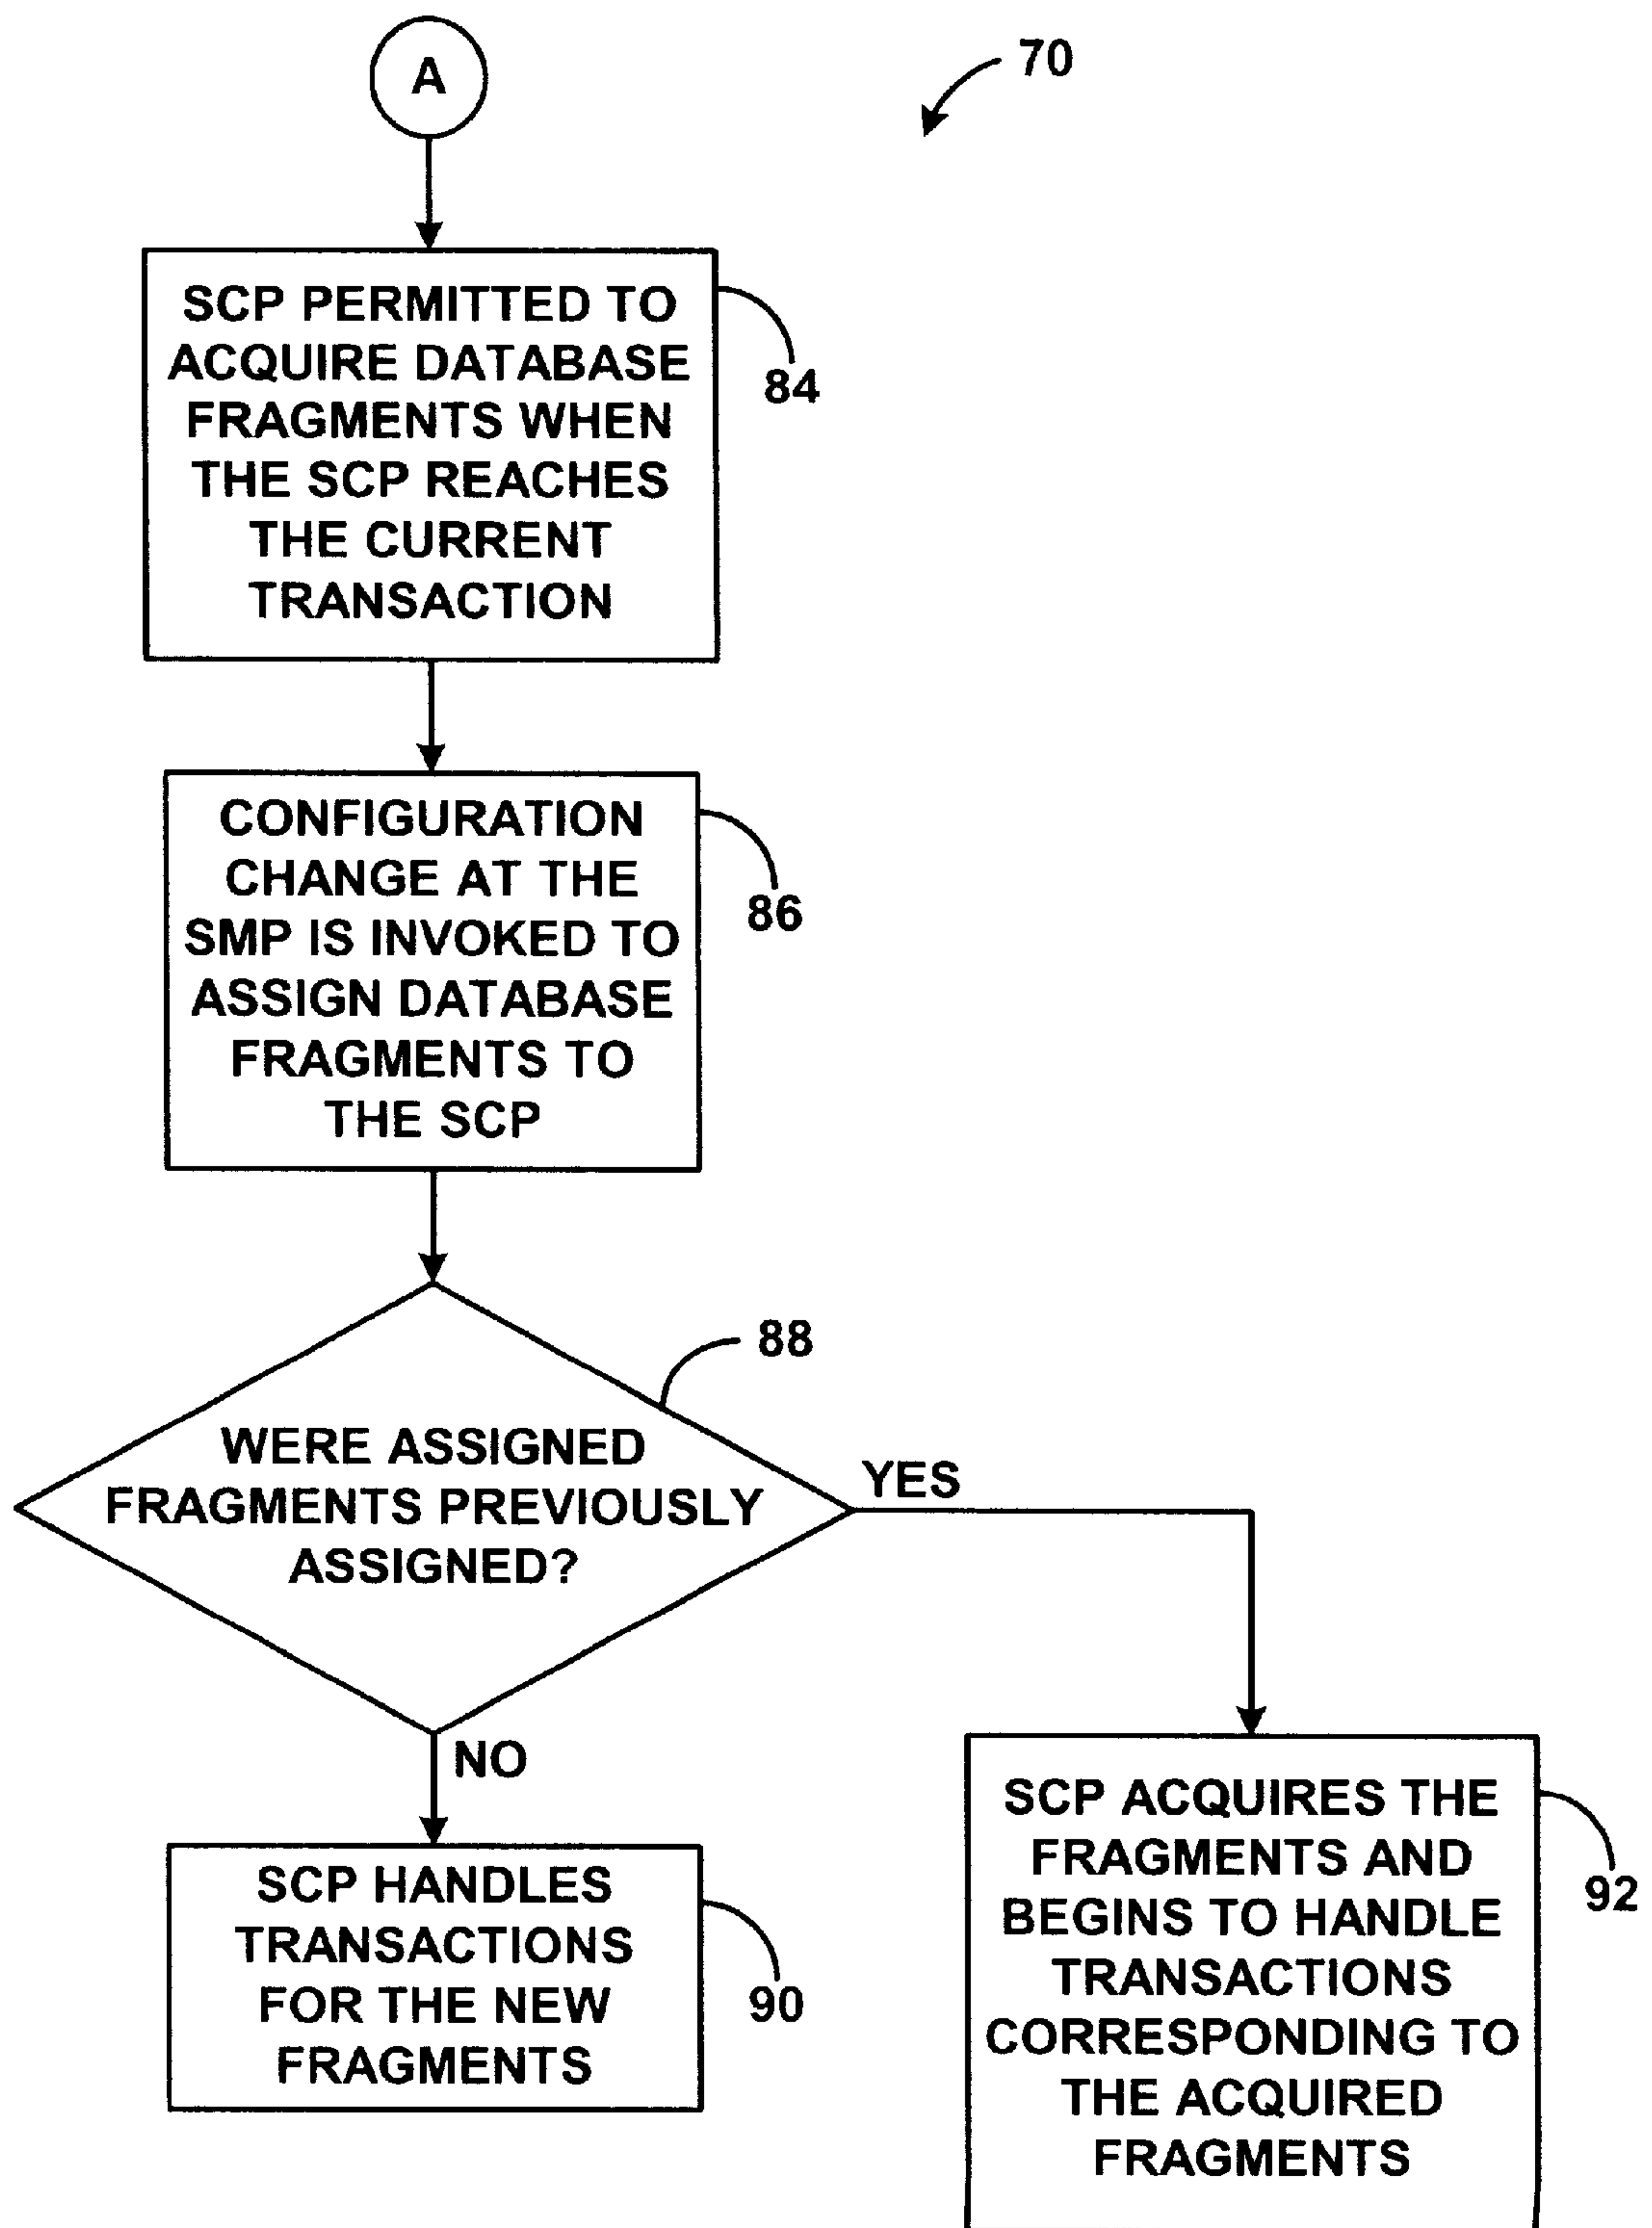 A
70
SCP PERMITTED TO
ACQUIRE DATABASE
FRAGMENTS WHEN
THE SCP REACHES
THE CURRENT
TRANSACTION
84
CONFIGURATION
CHANGE AT THE
SMP IS INVOKED TO
ASSIGN DATABASE
FRAGMENTS TO
THE SCP
86
88
WERE ASSIGNED
FRAGMENTS PREVIOUSLY
ASSIGNED?
YES
NO
SCP HANDLES
TRANSACTIONS
FOR THE NEW
FRAGMENTS
90
SCP ACQUIRES THE
FRAGMENTS AND
BEGINS TO HANDLE
TRANSACTIONS
CORRESPONDING TO
THE ACQUIRED
FRAGMENTS
92